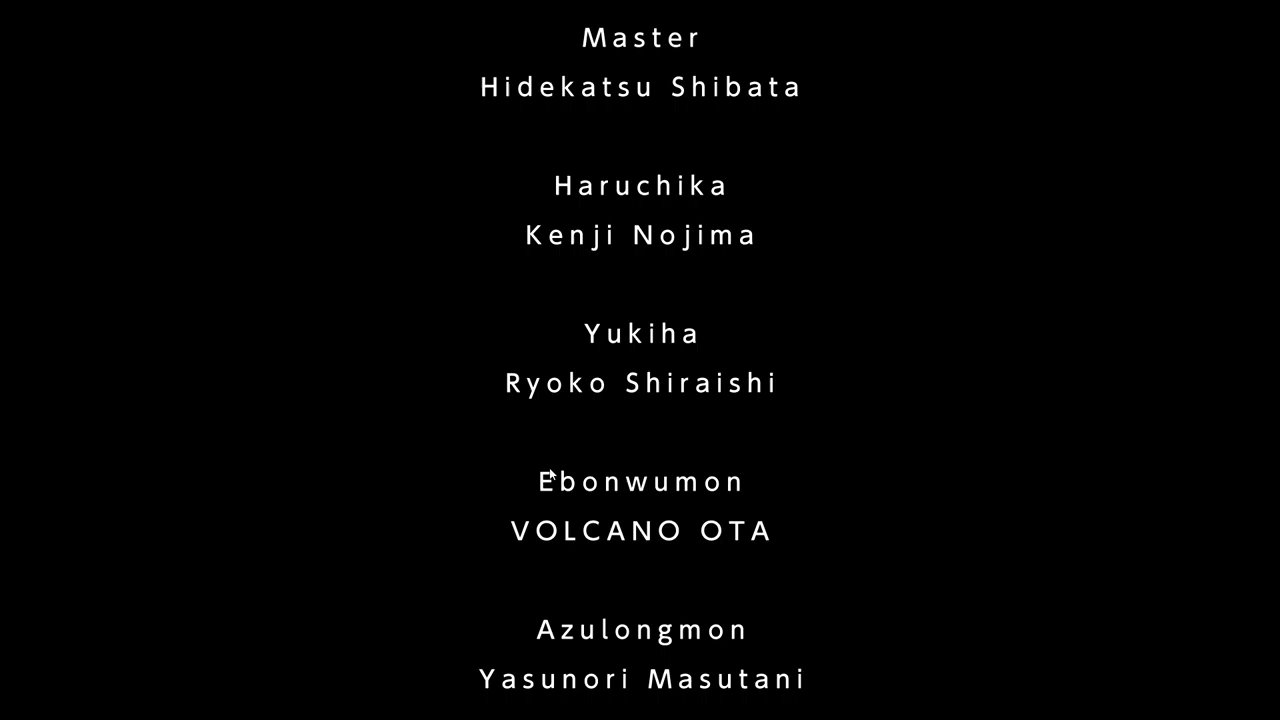 Master
Hidekatsu Shibata
Haruchika
Kenji Nojima
Yukiha
Ryoko Shiraishi
Ebonwumon
VOLCANO OTA
Azulongmon
Yasunori Masutani